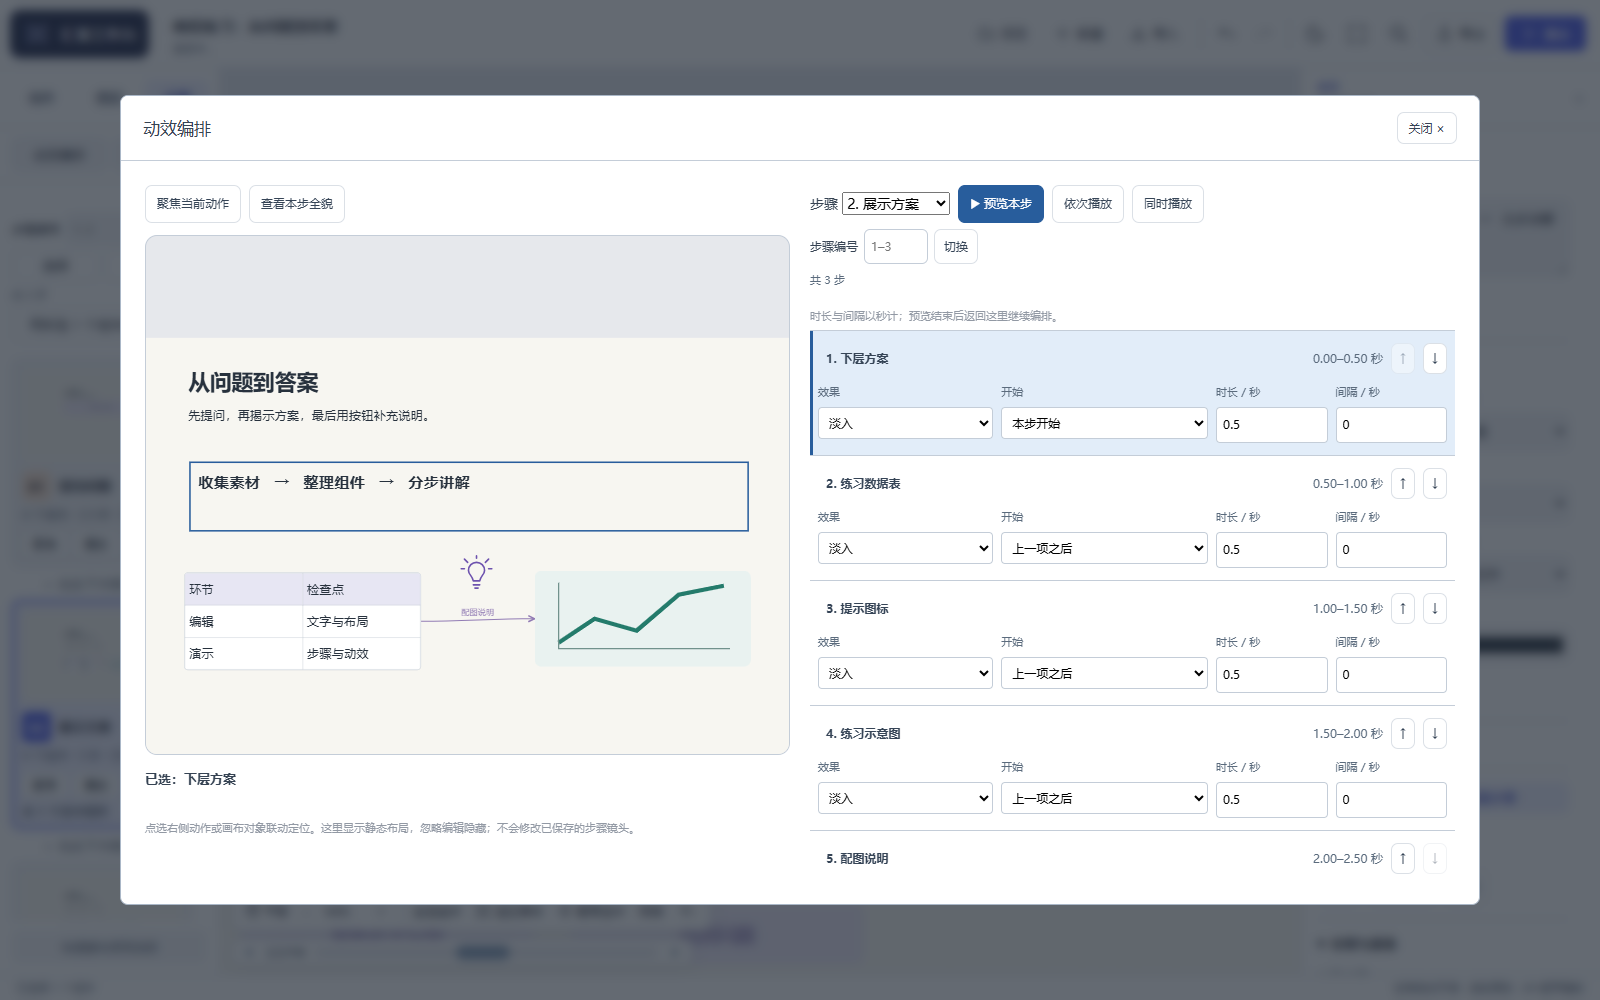 动效编排
关闭 ×
聚焦当前动作
查看本步全貌
从问题到答案
先提问，再揭示方案，最后用按钮补充说明。
收集素材 → 整理组件 → 分步讲解
环节 检查点
编辑 文字与布局
演示 步骤与动效
配图说明
已选：下层方案
点选右侧动作或画布对象联动定位。这里显示静态布局，忽略编辑隐藏；不会修改已保存的步骤镜头。
步骤 2. 展示方案 ▶ 预览本步 依次播放 同时播放
步骤编号 1–3 切换
共 3 步
时长与间隔以秒计；预览结束后返回这里继续编排。
1. 下层方案 0.00–0.50 秒 ↑ ↓
效果 开始 时长 / 秒 间隔 / 秒
淡入 本步开始 0.5 0
2. 练习数据表 0.50–1.00 秒 ↑ ↓
效果 开始 时长 / 秒 间隔 / 秒
淡入 上一项之后 0.5 0
3. 提示图标 1.00–1.50 秒 ↑ ↓
效果 开始 时长 / 秒 间隔 / 秒
淡入 上一项之后 0.5 0
4. 练习示意图 1.50–2.00 秒 ↑ ↓
效果 开始 时长 / 秒 间隔 / 秒
淡入 上一项之后 0.5 0
5. 配图说明 2.00–2.50 秒 ↑ ↓